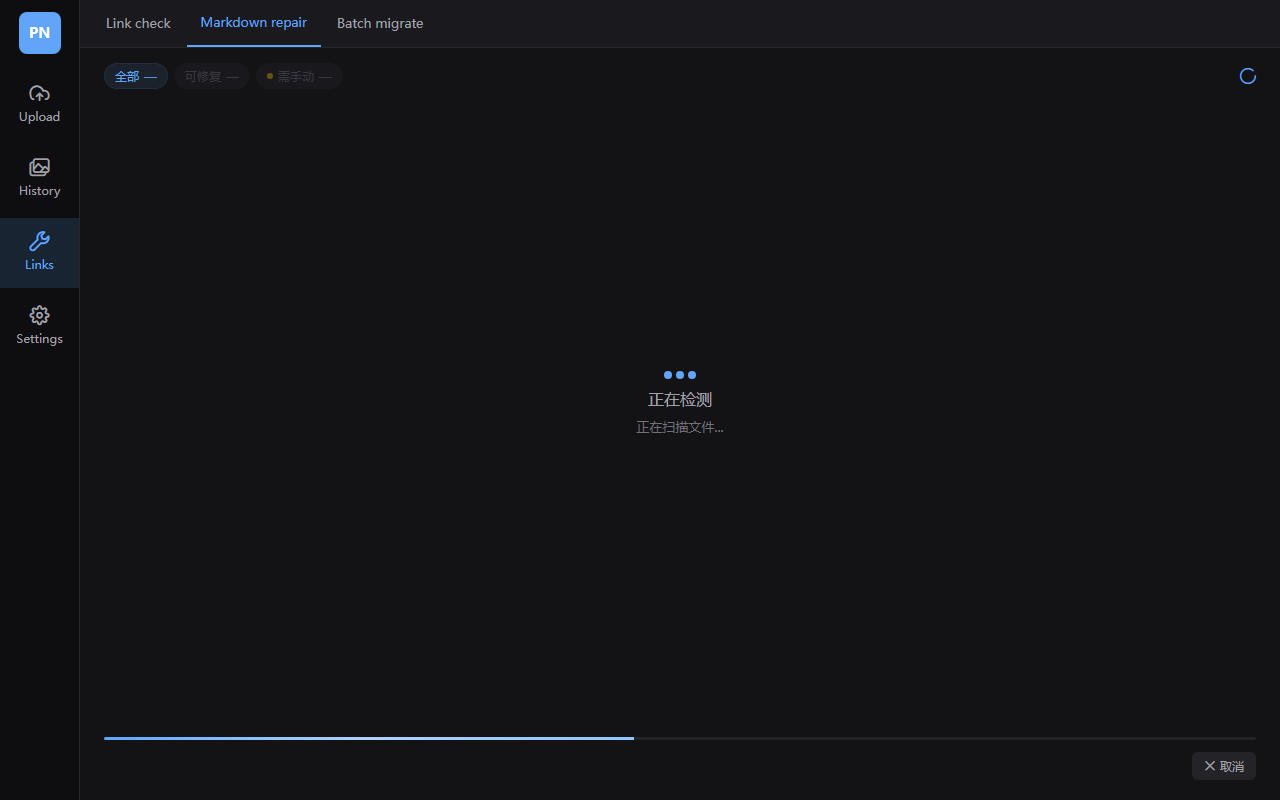 PN
Upload
History
Links
Settings
Link check
Markdown repair
Batch migrate
全部 —
可修复 —
需手动 —
正在检测
正在扫描文件...
取消